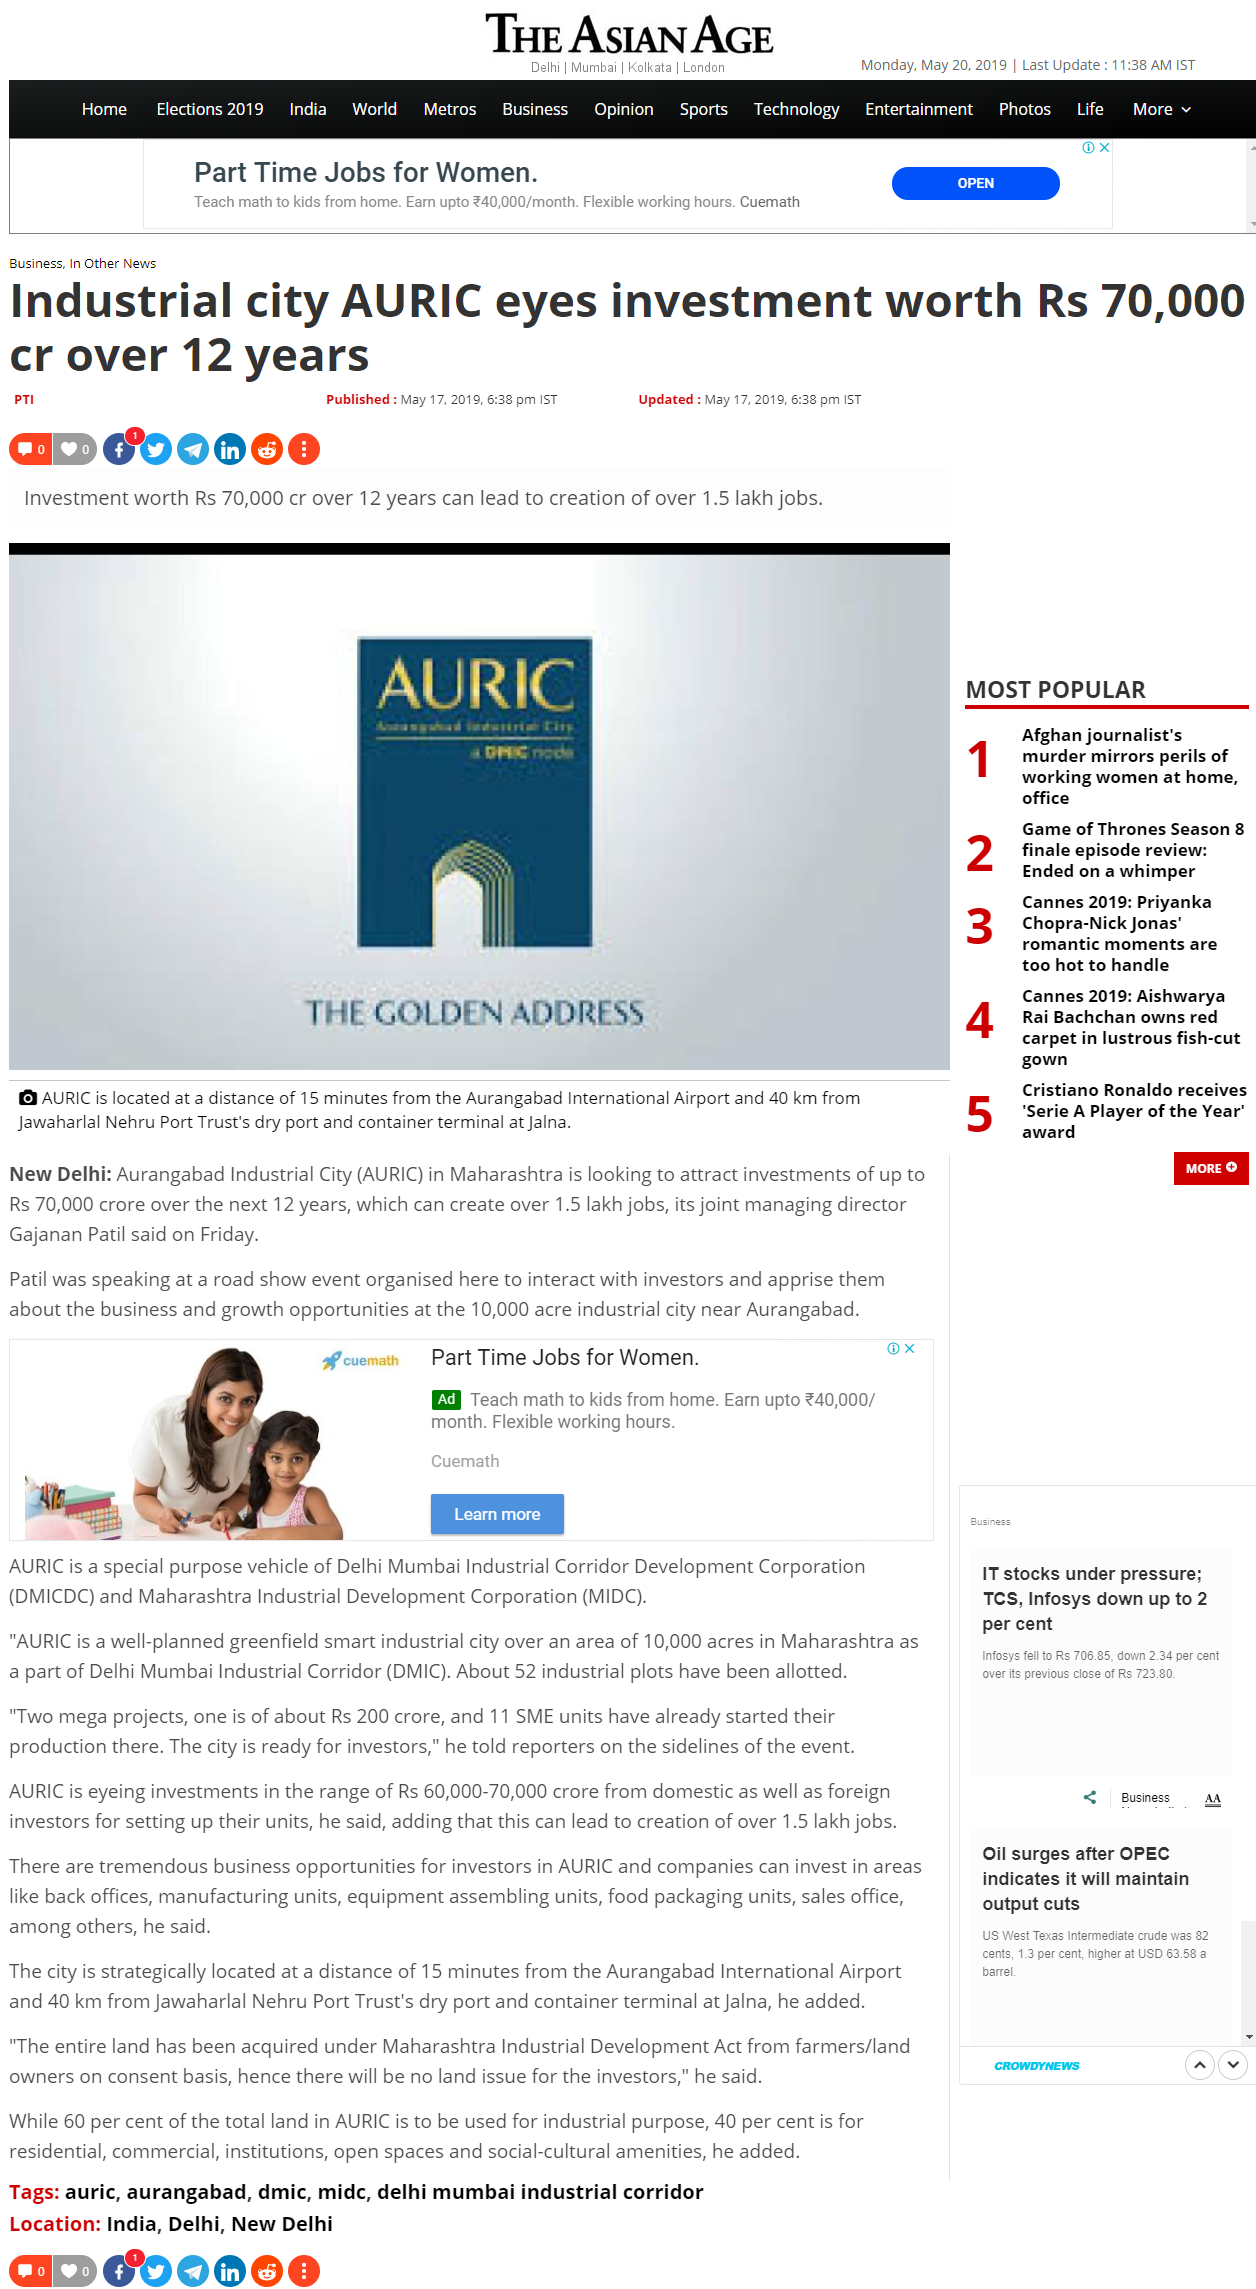 THE ASIAN AGE
Delhi | Mumbai | Kolkata | London
Monday, May 20, 2019 | Last Update : 11:38 AM IST
Home Elections 2019 India World Metros Business Opinion Sports Technology Entertainment Photos Life More
Part Time Jobs for Women.
Teach math to kids from home. Earn upto ₹40,000/month. Flexible working hours. Cuemath
OPEN
Business, In Other News
Industrial city AURIC eyes investment worth Rs 70,000
cr over 12 years
PTI
Published : May 17, 2019, 6:38 pm IST
Updated : May 17, 2019, 6:38 pm IST
0 0 1
Investment worth Rs 70,000 cr over 12 years can lead to creation of over 1.5 lakh jobs.
AURIC
Aurangabad Industrial City
a DMIC node
THE GOLDEN ADDRESS
AURIC is located at a distance of 15 minutes from the Aurangabad International Airport and 40 km from
Jawaharlal Nehru Port Trust's dry port and container terminal at Jalna.
New Delhi: Aurangabad Industrial City (AURIC) in Maharashtra is looking to attract investments of up to
Rs 70,000 crore over the next 12 years, which can create over 1.5 lakh jobs, its joint managing director
Gajanan Patil said on Friday.
Patil was speaking at a road show event organised here to interact with investors and apprise them
about the business and growth opportunities at the 10,000 acre industrial city near Aurangabad.
cuemath
Part Time Jobs for Women.
Ad Teach math to kids from home. Earn upto ₹40,000/
month. Flexible working hours.
Cuemath
Learn more
AURIC is a special purpose vehicle of Delhi Mumbai Industrial Corridor Development Corporation
(DMICDC) and Maharashtra Industrial Development Corporation (MIDC).
"AURIC is a well-planned greenfield smart industrial city over an area of 10,000 acres in Maharashtra as
a part of Delhi Mumbai Industrial Corridor (DMIC). About 52 industrial plots have been allotted.
"Two mega projects, one is of about Rs 200 crore, and 11 SME units have already started their
production there. The city is ready for investors," he told reporters on the sidelines of the event.
AURIC is eyeing investments in the range of Rs 60,000-70,000 crore from domestic as well as foreign
investors for setting up their units, he said, adding that this can lead to creation of over 1.5 lakh jobs.
There are tremendous business opportunities for investors in AURIC and companies can invest in areas
like back offices, manufacturing units, equipment assembling units, food packaging units, sales office,
among others, he said.
The city is strategically located at a distance of 15 minutes from the Aurangabad International Airport
and 40 km from Jawaharlal Nehru Port Trust's dry port and container terminal at Jalna, he added.
"The entire land has been acquired under Maharashtra Industrial Development Act from farmers/land
owners on consent basis, hence there will be no land issue for the investors," he said.
While 60 per cent of the total land in AURIC is to be used for industrial purpose, 40 per cent is for
residential, commercial, institutions, open spaces and social-cultural amenities, he added.
Tags: auric, aurangabad, dmic, midc, delhi mumbai industrial corridor
Location: India, Delhi, New Delhi
0 0 1
MOST POPULAR
1
Afghan journalist's
murder mirrors perils of
working women at home,
office
2
Game of Thrones Season 8
finale episode review:
Ended on a whimper
3
Cannes 2019: Priyanka
Chopra-Nick Jonas'
romantic moments are
too hot to handle
4
Cannes 2019: Aishwarya
Rai Bachchan owns red
carpet in lustrous fish-cut
gown
5
Cristiano Ronaldo receives
'Serie A Player of the Year'
award
MORE
Business
IT stocks under pressure;
TCS, Infosys down up to 2
per cent
Infosys fell to Rs 706.85, down 2.34 per cent
over its previous close of Rs 723.80.
Business AA
Oil surges after OPEC
indicates it will maintain
output cuts
US West Texas Intermediate crude was 82
cents, 1.3 per cent, higher at USD 63.58 a
barrel.
CROWDYNEWS